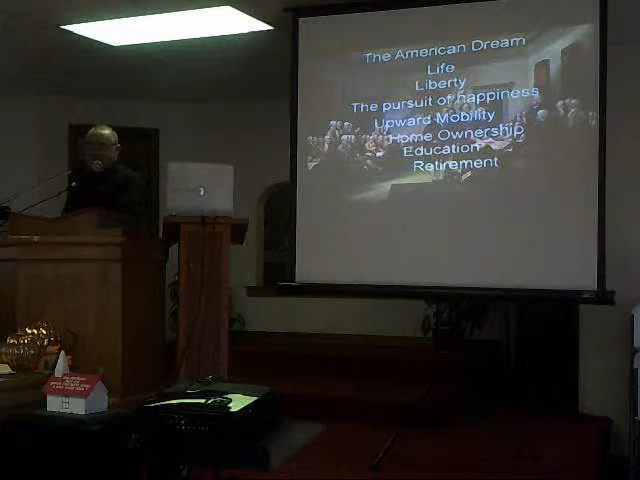 The American Dream
Life
Liberty
The pursuit of happiness
Upward Mobility
Home Ownership
Education
Retirement